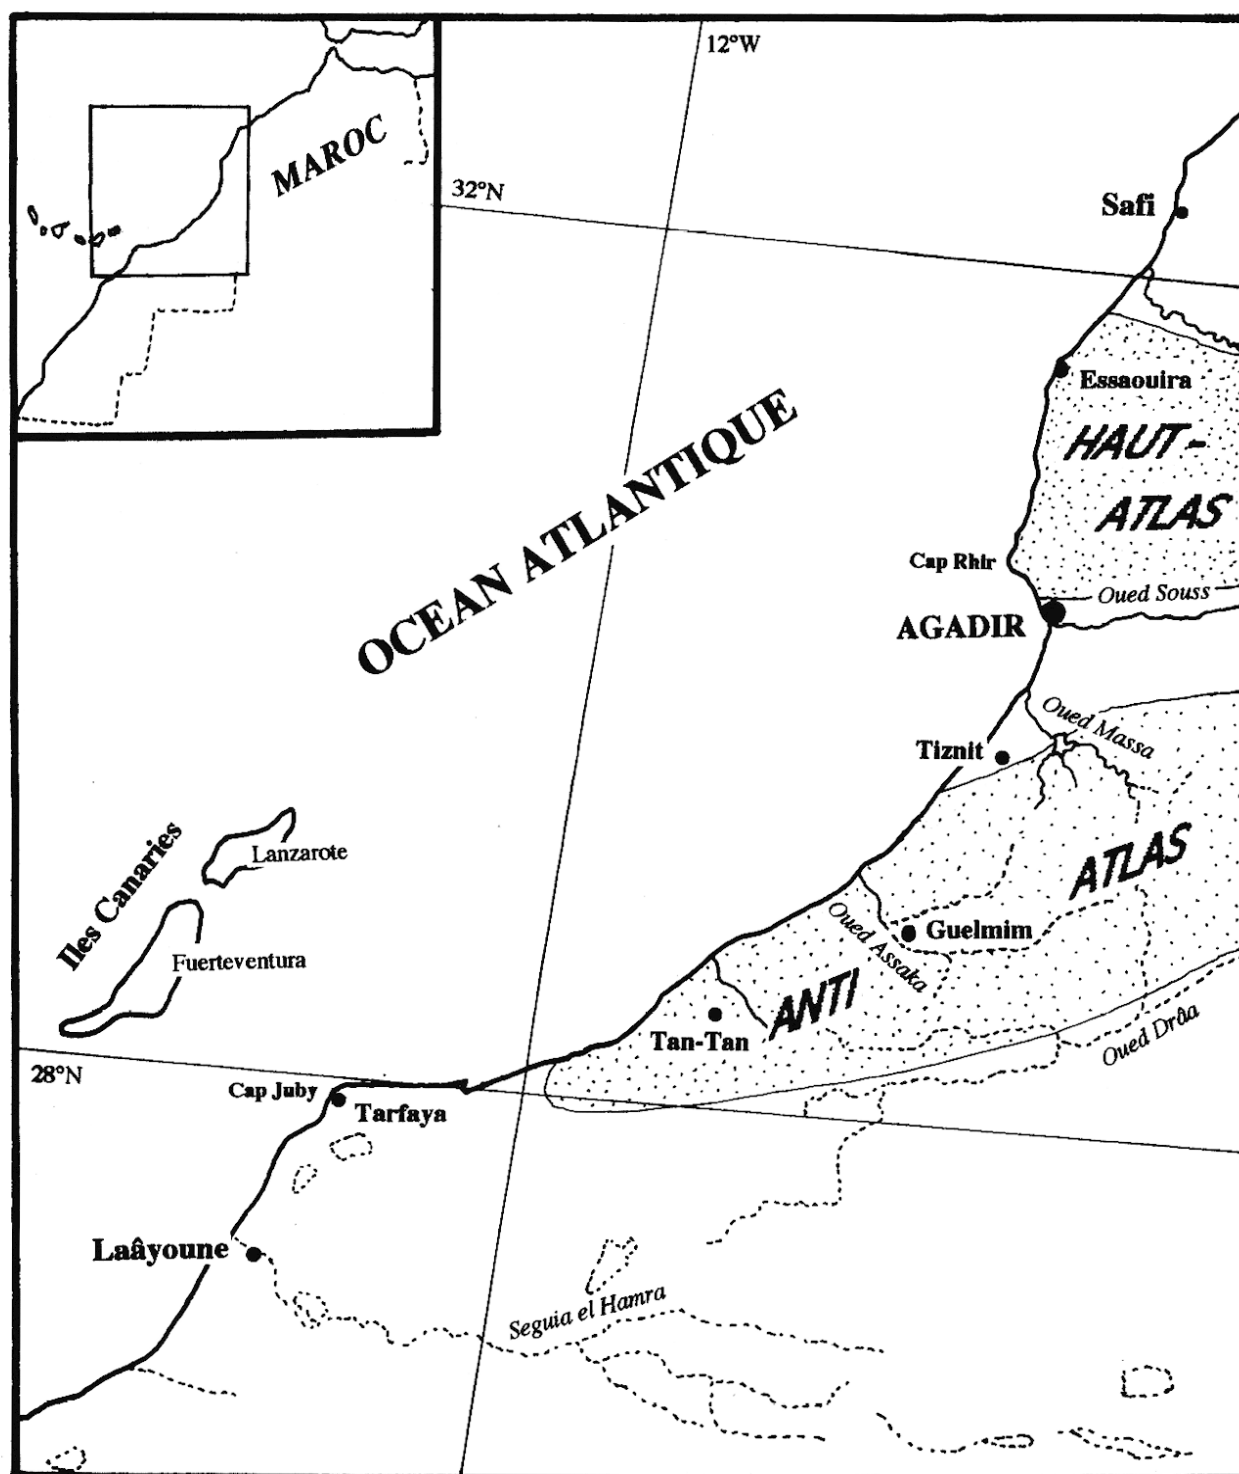 12°W
MAROC
32°N
Safi
Essaouira
HAUT-
ATLAS
OCEAN ATLANTIQUE
Cap Rhir
Oued Souss
AGADIR
Oued Massa
Tiznit
Iles Canaries
Lanzarote
ATLAS
Oued Assaka
Guelmim
Fuerteventura
ANTI
Tan-Tan
Oued Drâa
28°N
Cap Juby
Tarfaya
Laâyoune
Seguia el Hamra